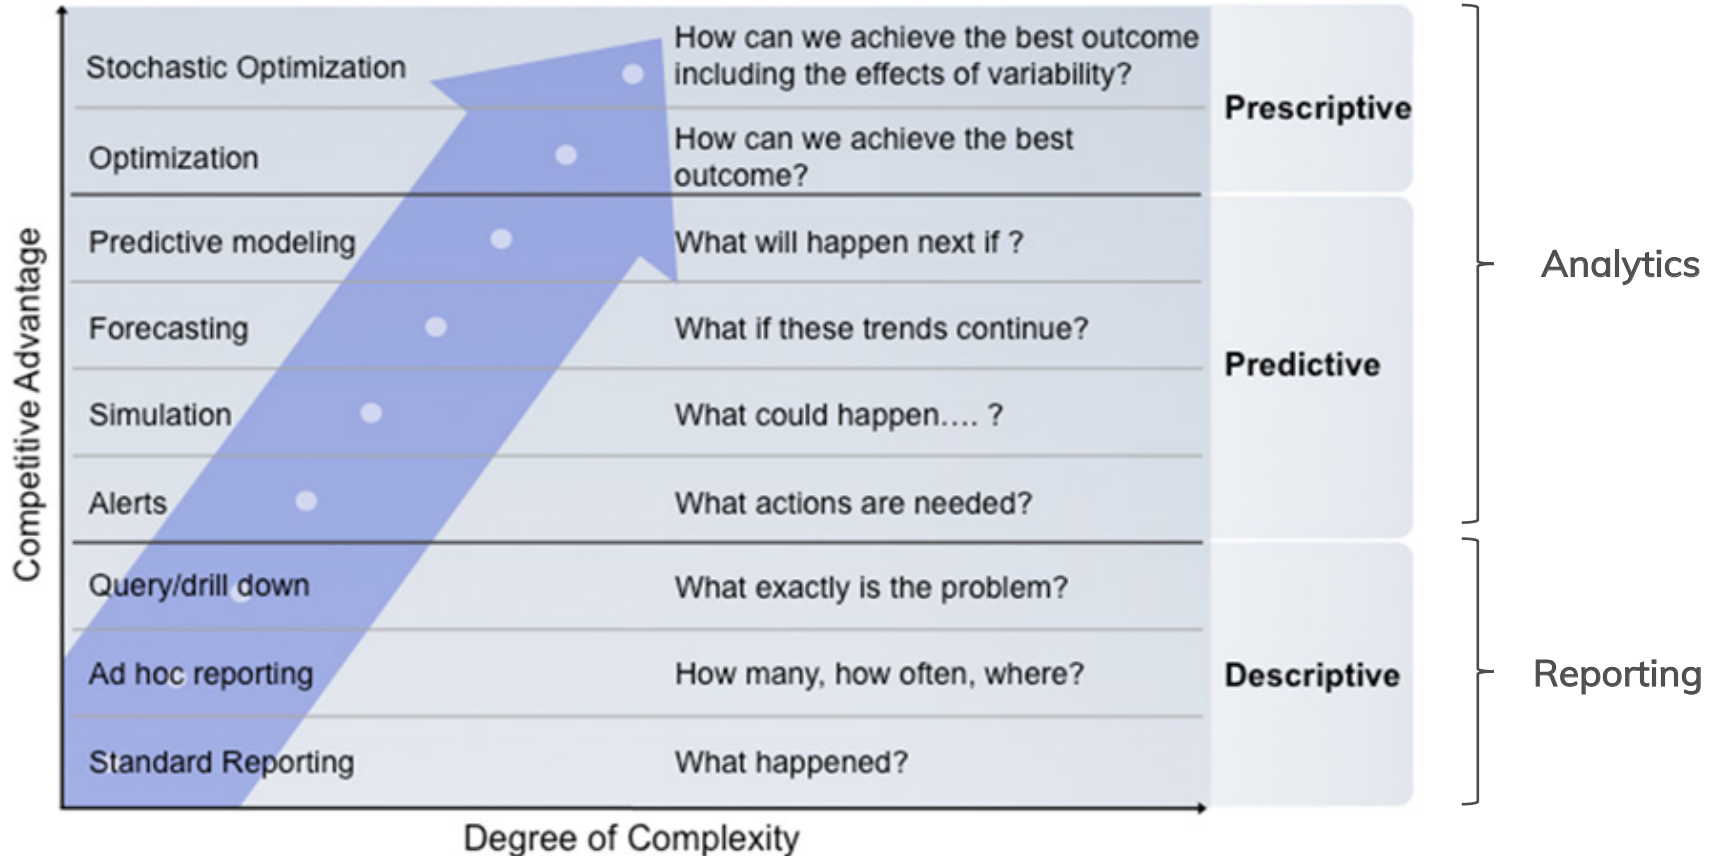 Stochastic Optimization
How can we achieve the best outcome
including the effects of variability?
Optimization
How can we achieve the best
outcome?
Prescriptive
Predictive modeling
What will happen next if ?
Forecasting
What if these trends continue?
Simulation
What could happen.... ?
Alerts
What actions are needed?
Predictive
Query/drill down
What exactly is the problem?
Ad hoc reporting
How many, how often, where?
Standard Reporting
What happened?
Descriptive
Analytics
Reporting
Competitive Advantage
Degree of Complexity